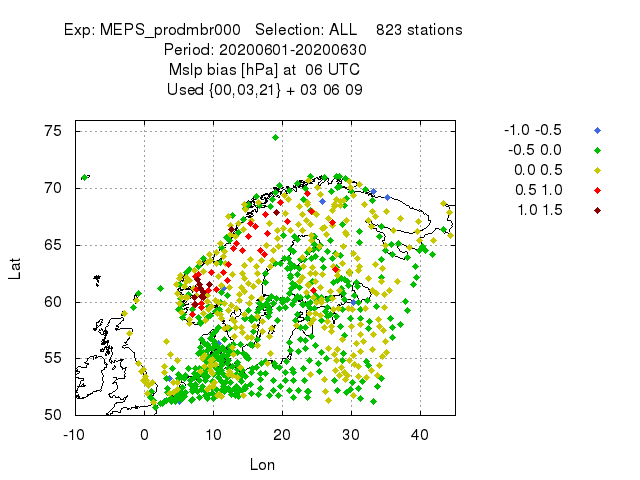 Exp: MEPS_prodmbr000   Selection: ALL    823 stations
Period: 20200601-20200630
Mslp bias [hPa] at  06 UTC
Used {00,03,21} + 03 06 09
-1.0 -0.5
-0.5 0.0
0.0 0.5
0.5 1.0
1.0 1.5
75
70
65
60
55
50
Lat
-10 0 10 20 30 40
Lon